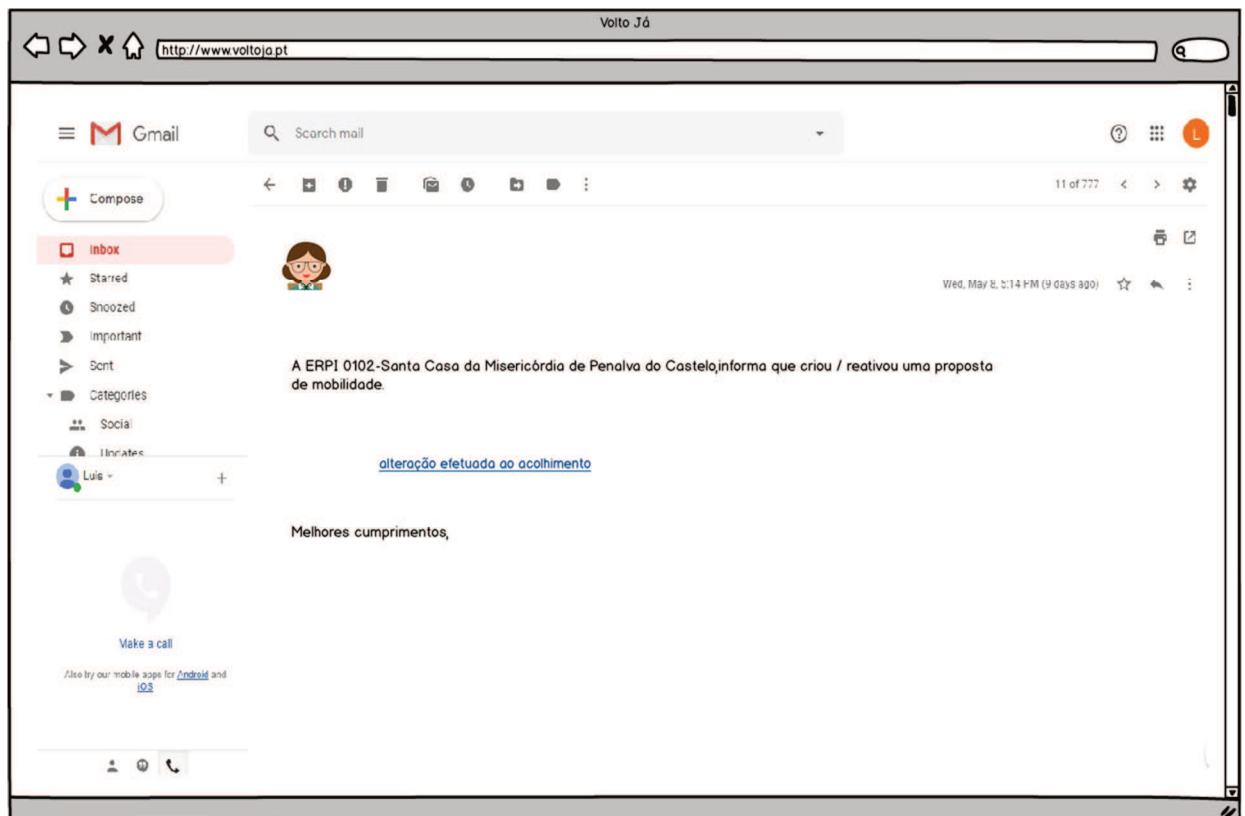 Volto Já
http://www.voltoja.pt
Gmail
Search mail
L
Compose
11 of 777
Inbox
Starred
Wed, May 8, 5:14 PM (9 days ago)
Snoozed
Important
A ERPI 0102-Santa Casa da Misericórdia de Penalva do Castelo,informa que criou / reativou uma proposta
de mobilidade.
Sent
Categories
Social
Updates
alteração efetuada ao acolhimento
Luis
Melhores cumprimentos,
Make a call
Also try our mobile apps for Android and
iOS